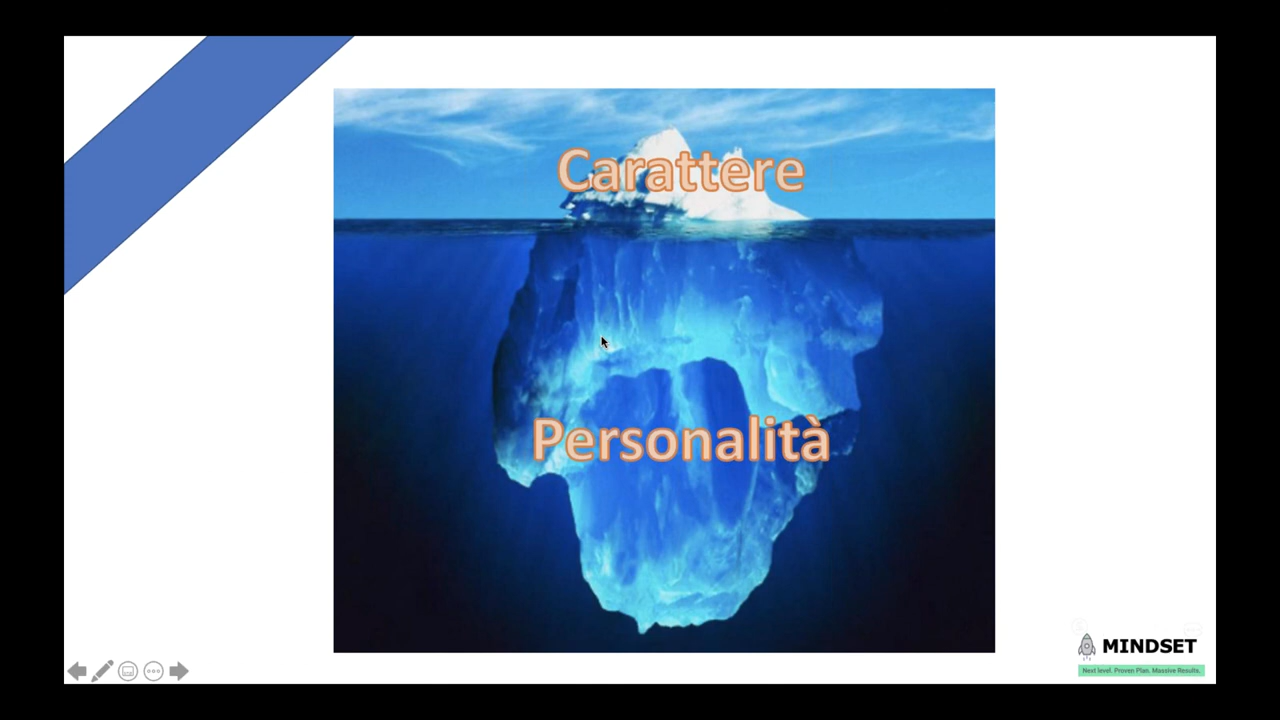 Carattere
Personalità
MINDSET
Next level. Proven Plan. Massive Results.